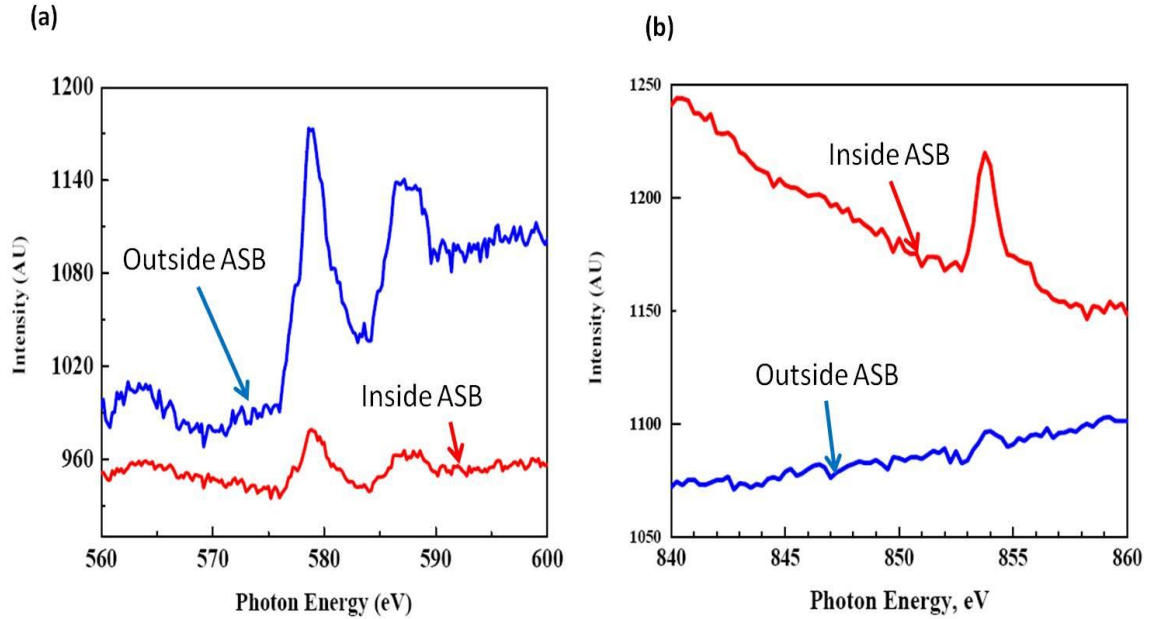 (a)
1200
1140
1080
1020
960
Intensity (AU)
Outside ASB
Inside ASB
560
570
580
590
600
Photon Energy (eV)
(b)
1250
1200
1150
1100
1050
Intensity (AU)
Inside ASB
Outside ASB
840
845
850
855
860
Photon Energy, eV